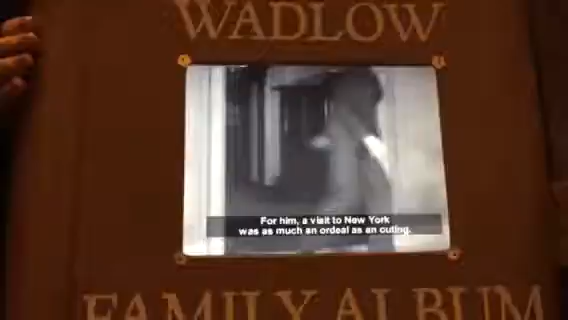 WADLOW
For him, a visit to New York
was as much an ordeal as an outing.
FAMILY ALBUM